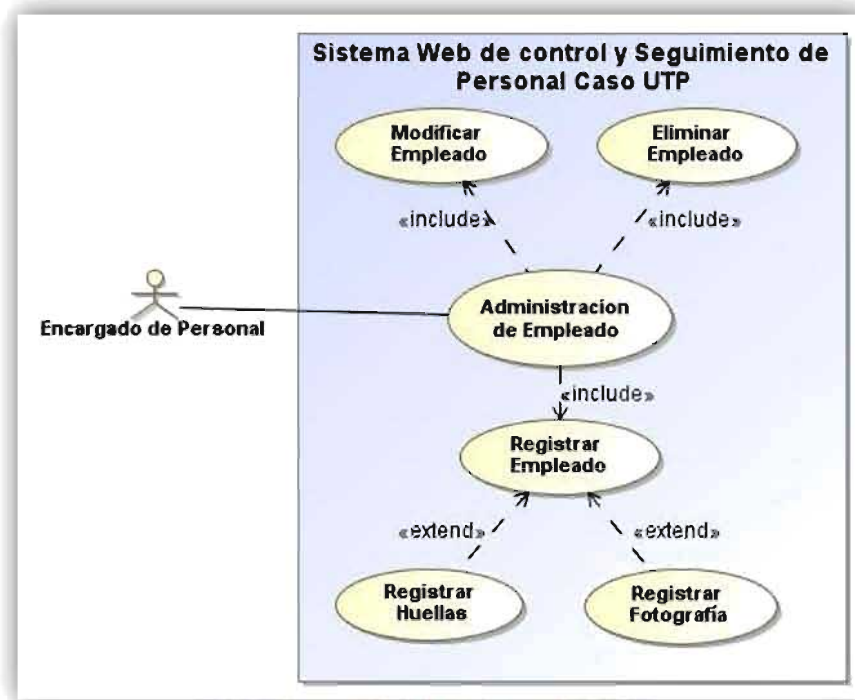 Sistema Web de control y Seguimiento de
Personal Caso UTP
Modificar
Empleado
Eliminar
Empleado
«include»
«include»
Encargado de Personal
Administracion
de Empleado
«include»
Registrar
Empleado
«extend»
«extend»
Registrar
Huellas
Registrar
Fotografía